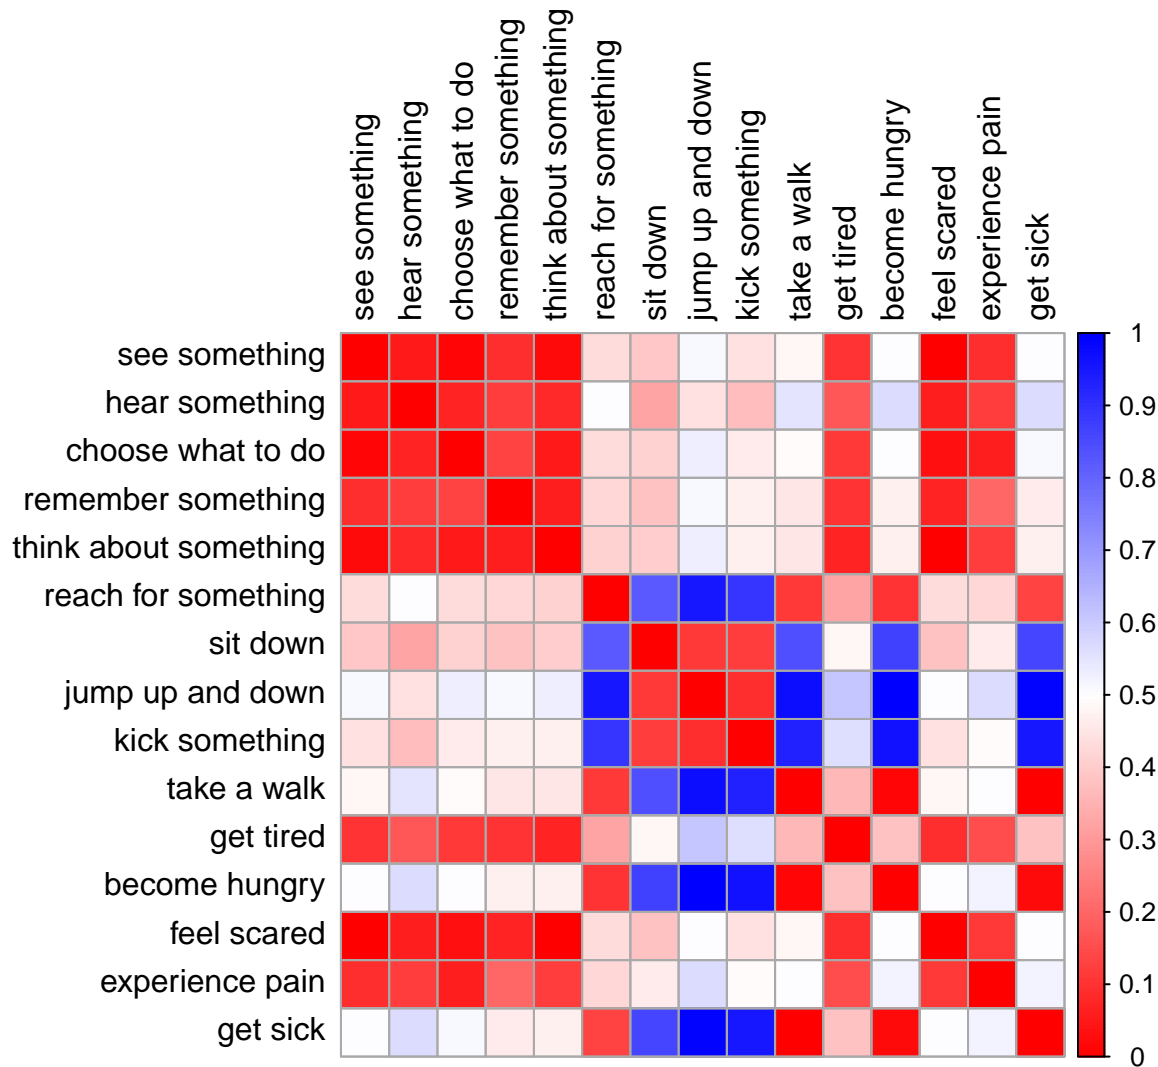 see something
hear something
choose what to do
remember something
think about something
reach for something
sit down
jump up and down
kick something
take a walk
get tired
become hungry
feel scared
experience pain
get sick
see something
hear something
choose what to do
remember something
think about something
reach for something
sit down
jump up and down
kick something
take a walk
get tired
become hungry
feel scared
experience pain
get sick
1
0.9
0.8
0.7
0.6
0.5
0.4
0.3
0.2
0.1
0